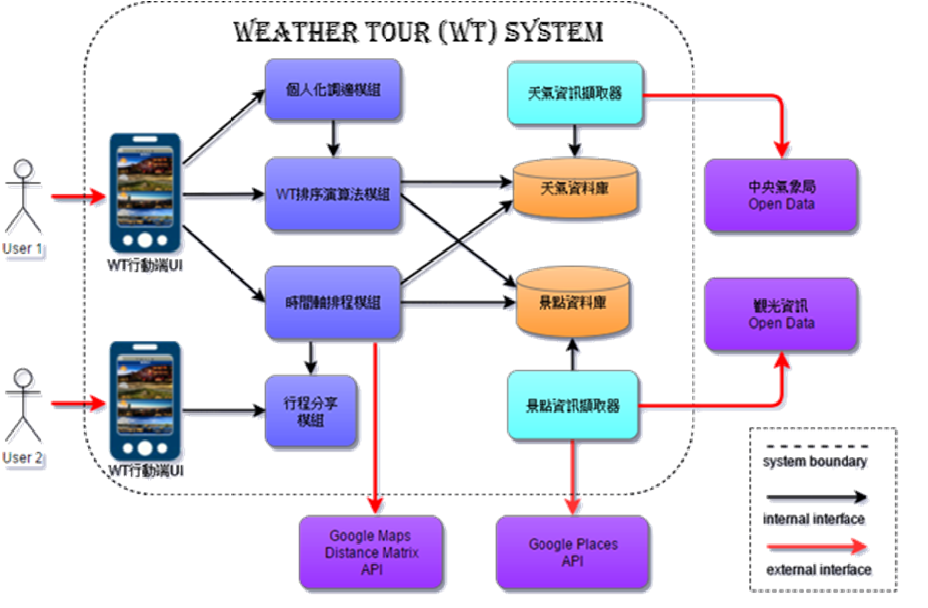 WEATHER TOUR (WT) SYSTEM
個人化調適模組
天氣資訊擷取器
WT排序演算法模組
天氣資料庫
中央氣象局
Open Data
User 1
WT行動端UI
時間軸排程模組
景點資料庫
觀光資訊
Open Data
行程分享
模組
景點資訊擷取器
User 2
WT行動端UI
system boundary
internal interface
external interface
Google Maps
Distance Matrix
API
Google Places
API